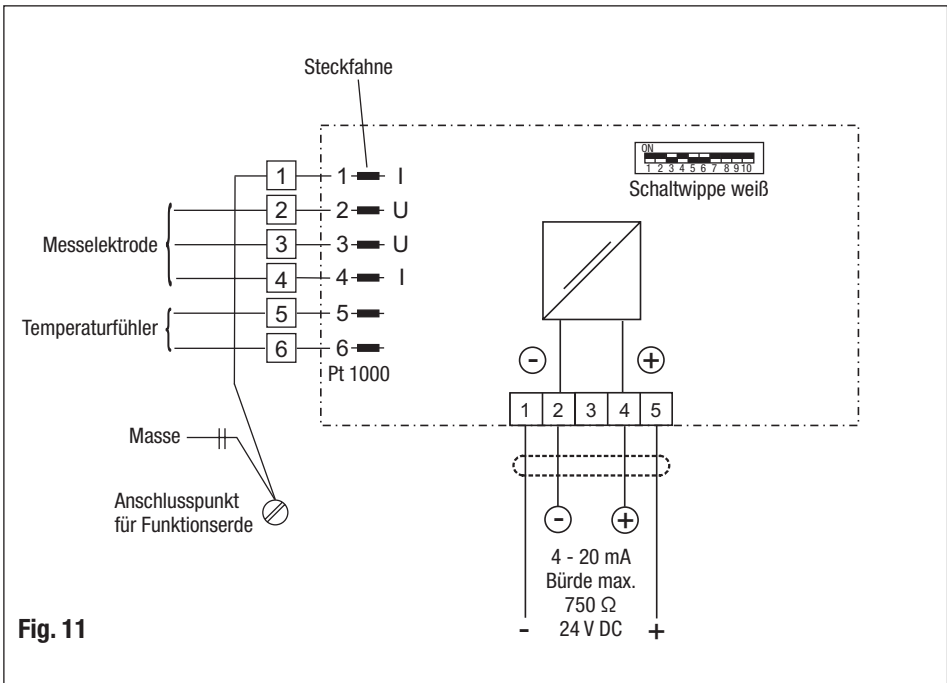 Steckfahne
ON
1 2 3 4 5 6 7 8 9 10
Schaltwippe weiß
1 1 I
2 2 U
Messelektrode 3 3 U
4 4 I
5 5
Temperaturfühler
6 6
Pt 1000
- +
1 2 3 4 5
Masse
Anschlusspunkt
für Funktionserde
- +
4 - 20 mA
Bürde max.
750 Ω
- 24 V DC +
Fig. 11